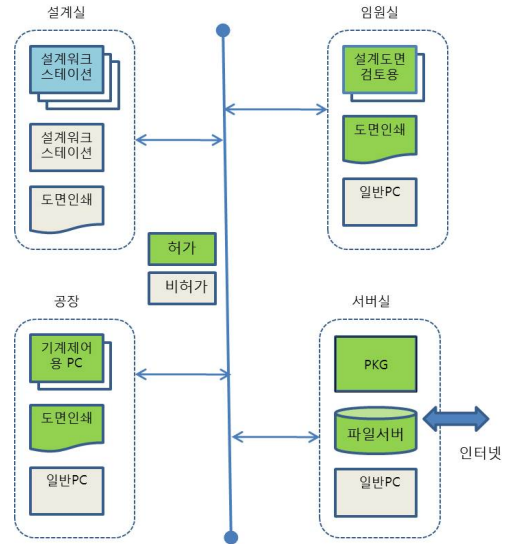 설계실
설계워크
스테이션
설계워크
스테이션
도면인쇄
임원실
설계도면
검토용
도면인쇄
일반PC
허가
비허가
공장
기계제어
용 PC
도면인쇄
일반PC
서버실
PKG
파일서버
일반PC
인터넷